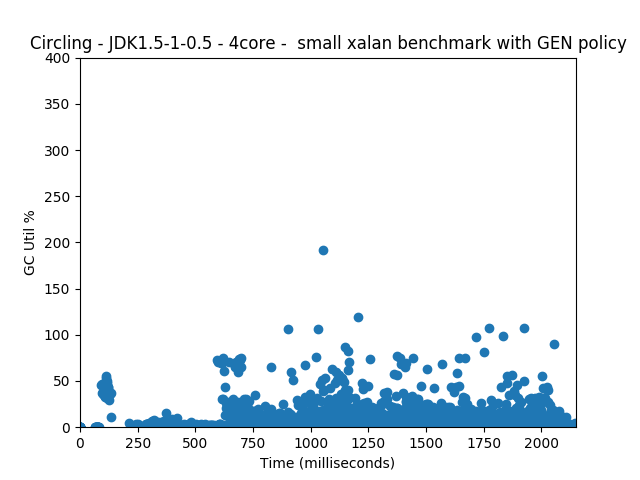 Circling - JDK1.5-1-0.5 - 4core -  small xalan benchmark with GEN policy
400
350
300
250
200
150
100
50
0
GC Util %
0 250 500 750 1000 1250 1500 1750 2000
Time (milliseconds)